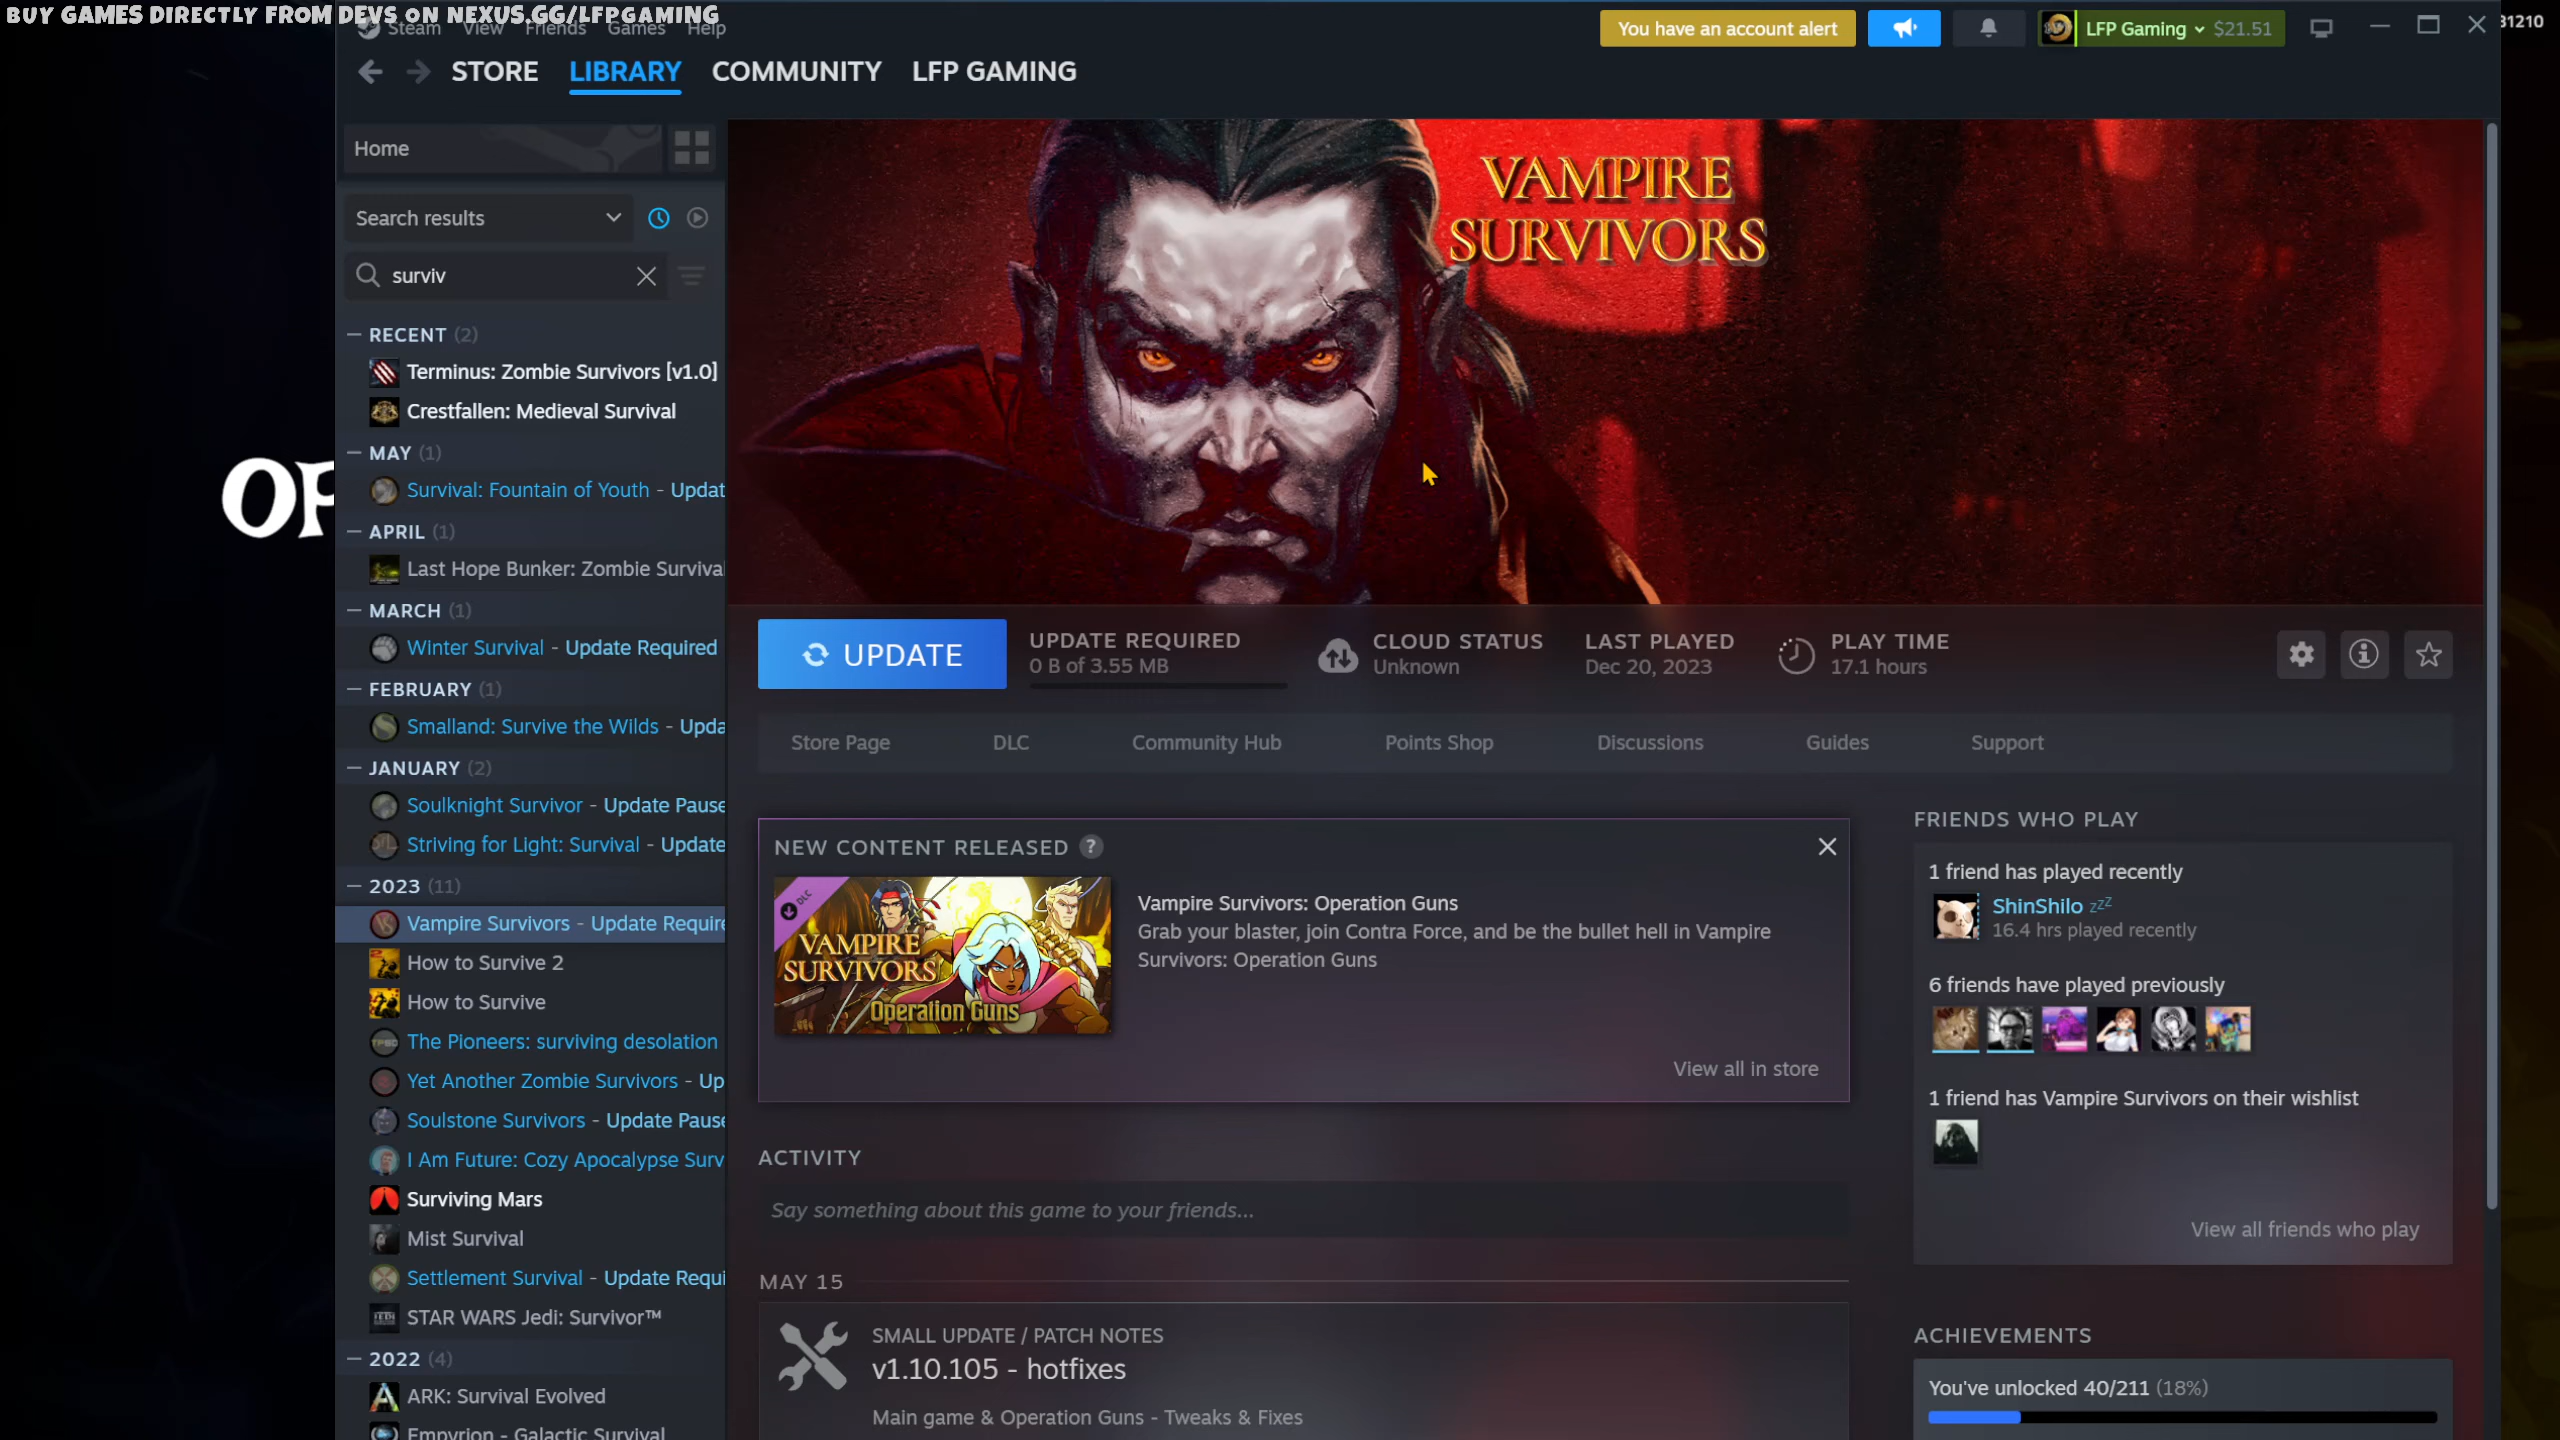 BUY GAMES DIRECTLY FROM DEVS ON NEXUS.GG/LFPGAMING
Steam View Friends Games Help
You have an account alert
LFP Gaming $21.51
31210
STORE LIBRARY COMMUNITY LFP GAMING
Home
Search results
surviv
RECENT (2)
Terminus: Zombie Survivors [v1.0]
Crestfallen: Medieval Survival
MAY (1)
Survival: Fountain of Youth - Updat
APRIL (1)
Last Hope Bunker: Zombie Surviva
MARCH (1)
Winter Survival - Update Required
FEBRUARY (1)
Smalland: Survive the Wilds - Upda
JANUARY (2)
Soulknight Survivor - Update Pause
Striving for Light: Survival - Update
2023 (11)
Vampire Survivors - Update Require
How to Survive 2
How to Survive
The Pioneers: surviving desolation
Yet Another Zombie Survivors - Up
Soulstone Survivors - Update Pause
I Am Future: Cozy Apocalypse Surv
Surviving Mars
Mist Survival
Settlement Survival - Update Requi
STAR WARS Jedi: Survivor™
2022 (4)
ARK: Survival Evolved
Empyrion - Galactic Survival
OP
VAMPIRE
SURVIVORS
UPDATE
UPDATE REQUIRED
0 B of 3.55 MB
CLOUD STATUS
Unknown
LAST PLAYED
Dec 20, 2023
PLAY TIME
17.1 hours
Store Page DLC Community Hub Points Shop Discussions Guides Support
NEW CONTENT RELEASED ?
DLC
VAMPIRE
SURVIVORS
Operation Guns
Vampire Survivors: Operation Guns
Grab your blaster, join Contra Force, and be the bullet hell in Vampire
Survivors: Operation Guns
View all in store
ACTIVITY
Say something about this game to your friends...
MAY 15
SMALL UPDATE / PATCH NOTES
v1.10.105 - hotfixes
Main game & Operation Guns - Tweaks & Fixes
FRIENDS WHO PLAY
1 friend has played recently
ShinShilo zzz
16.4 hrs played recently
6 friends have played previously
1 friend has Vampire Survivors on their wishlist
View all friends who play
ACHIEVEMENTS
You've unlocked 40/211 (18%)